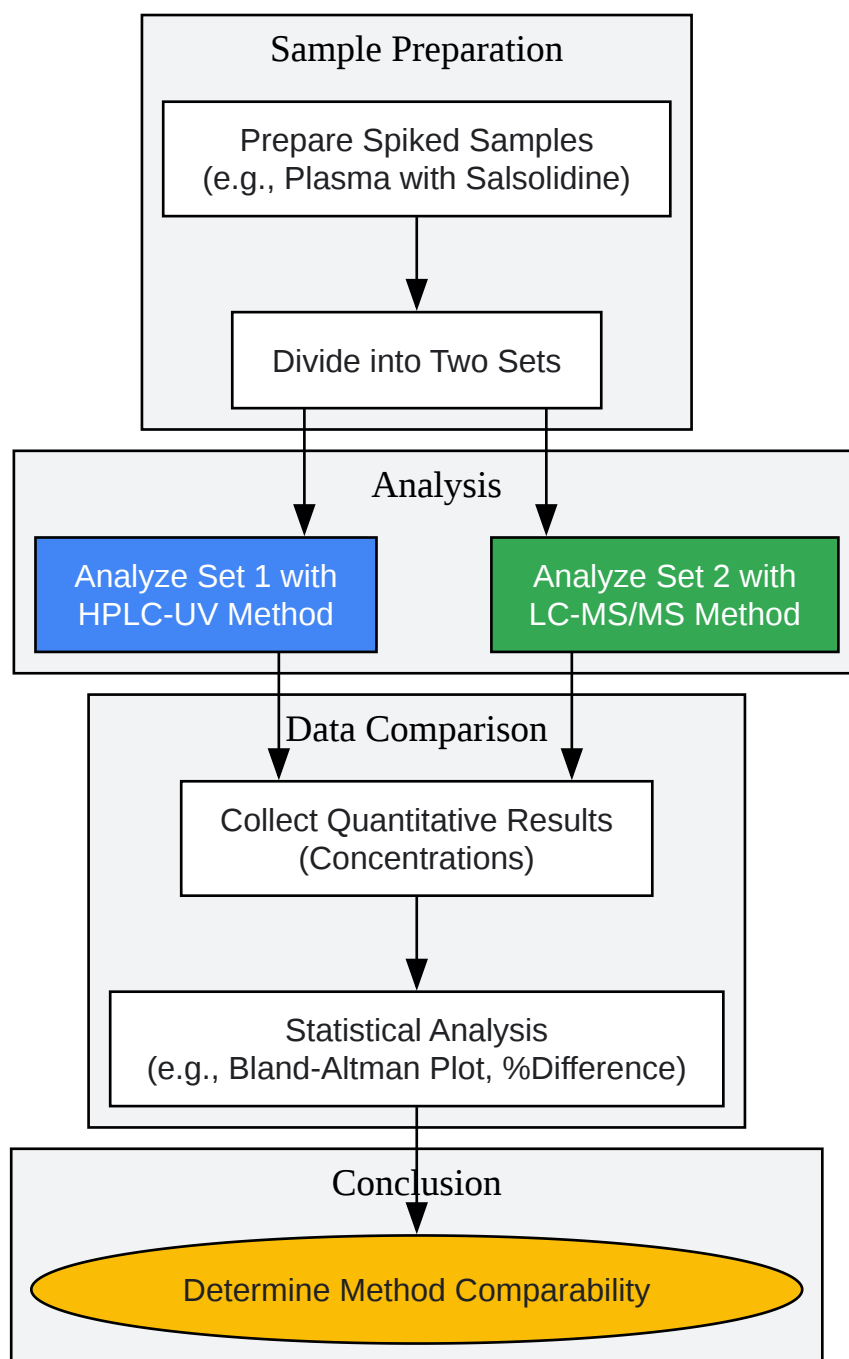 Sample Preparation
Prepare Spiked Samples
(e.g., Plasma with Salsolidine)
Divide into Two Sets
Analysis
Analyze Set 1 with
HPLC-UV Method
Analyze Set 2 with
LC-MS/MS Method
Data Comparison
Collect Quantitative Results
(Concentrations)
Statistical Analysis
(e.g., Bland-Altman Plot, %Difference)
Conclusion
Determine Method Comparability